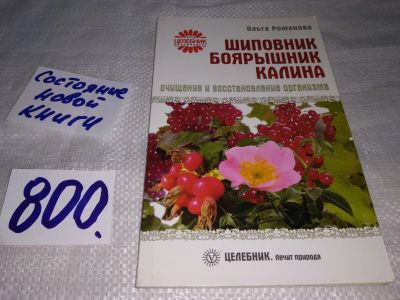 Состояние
новой
книги
800.
Ольга Романова
ЦЕЛЕБНИК
ШИПОВНИК
БОЯРЫШНИК
КАЛИНА
ОЧИЩЕНИЕ И ВОССТАНОВЛЕНИЕ ОРГАНИЗМА
ЦЕЛЕБНИК. Лечит природа